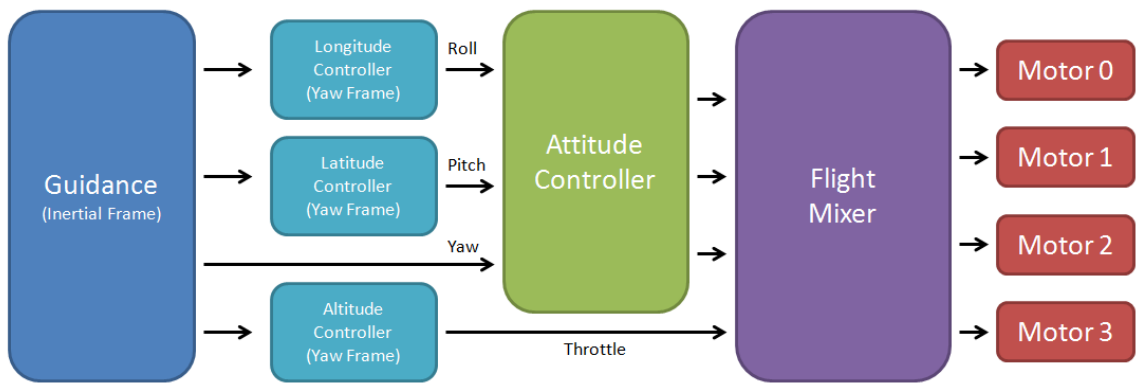 Guidance
(Inertial Frame)
Longitude
Controller
(Yaw Frame)
Roll
Latitude
Controller
(Yaw Frame)
Pitch
Yaw
Altitude
Controller
(Yaw Frame)
Throttle
Attitude
Controller
Flight
Mixer
Motor 0
Motor 1
Motor 2
Motor 3